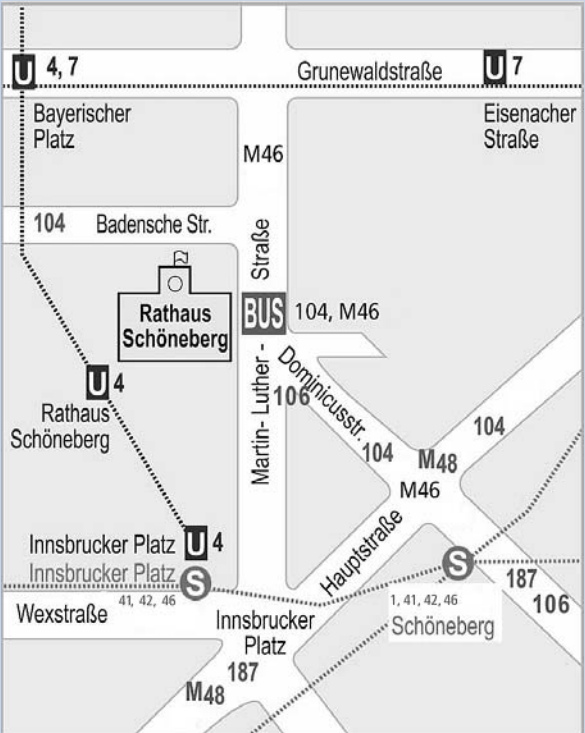 U 4, 7
Grunewaldstraße
U 7
Bayerischer
Platz
Eisenacher
Straße
M46
104 Badensche Str.
Martin- Luther - Straße
Rathaus
Schöneberg
BUS 104, M46
Dominicusstr.
106
U 4
Rathaus
Schöneberg
104
104
M48
M46
Hauptstraße
Innsbrucker Platz U 4
Innsbrucker Platz S
41, 42, 46
S
1, 41, 42, 46
Schöneberg
187
106
Wexstraße
Innsbrucker
Platz
187
M48